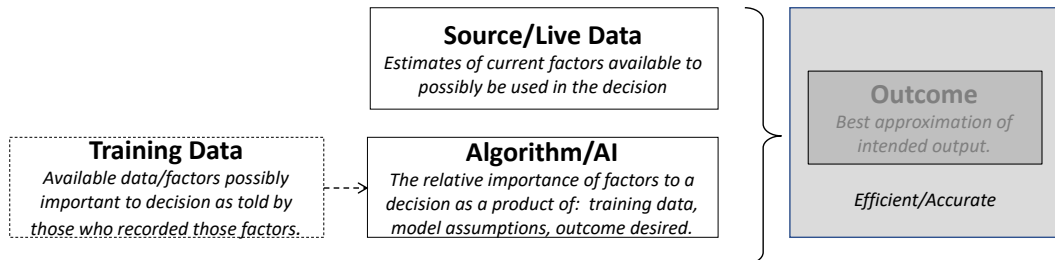 Source/Live Data
Estimates of current factors available to
possibly be used in the decision
Training Data
Available data/factors possibly
important to decision as told by
those who recorded those factors.
Algorithm/AI
The relative importance of factors to a
decision as a product of:  training data,
model assumptions, outcome desired.
Outcome
Best approximation of
intended output.
Efficient/Accurate